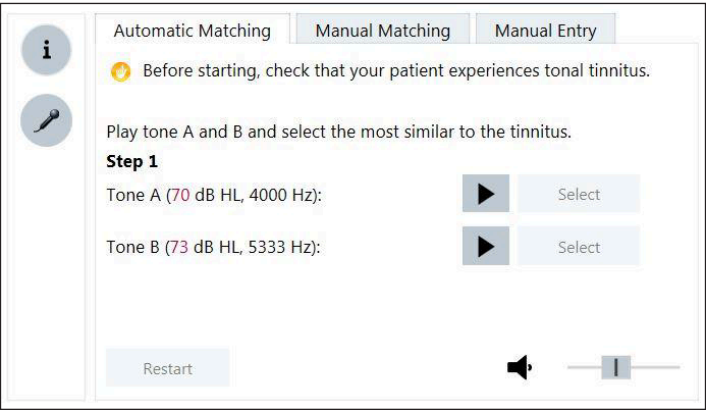 Automatic Matching
Manual Matching
Manual Entry
i
Before starting, check that your patient experiences tonal tinnitus.
Play tone A and B and select the most similar to the tinnitus.
Step 1
Tone A (70 dB HL, 4000 Hz):
Select
Tone B (73 dB HL, 5333 Hz):
Select
Restart